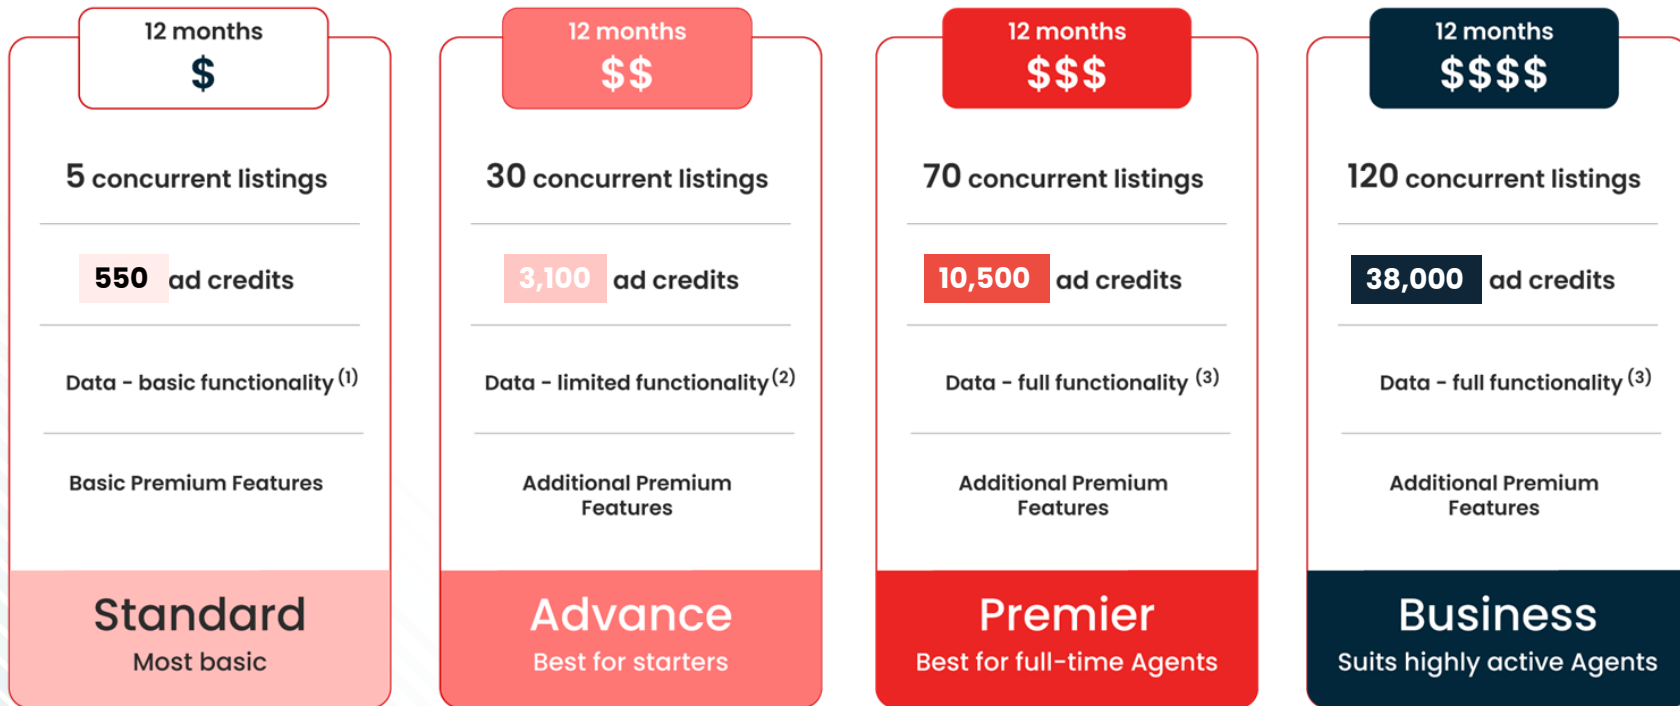 12 months
$
5 concurrent listings
550 ad credits
Data - basic functionality (1)
Basic Premium Features
Standard
Most basic
12 months
$$
30 concurrent listings
3,100 ad credits
Data - limited functionality (2)
Additional Premium
Features
Advance
Best for starters
12 months
$$$
70 concurrent listings
10,500 ad credits
Data - full functionality (3)
Additional Premium
Features
Premier
Best for full-time Agents
12 months
$$$$
120 concurrent listings
38,000 ad credits
Data - full functionality (3)
Additional Premium
Features
Business
Suits highly active Agents